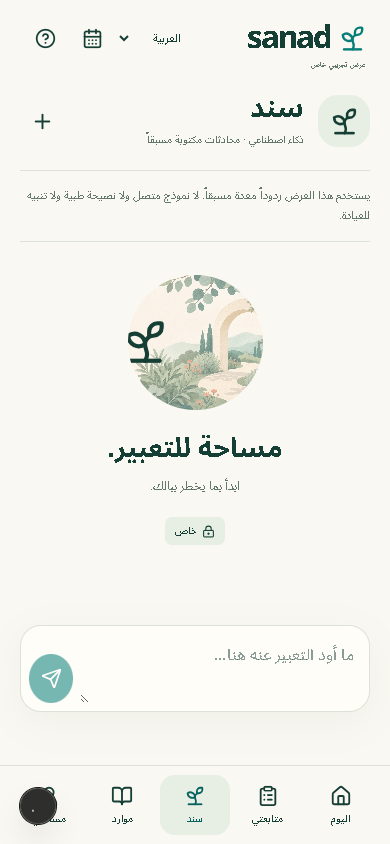 sanad
عرض تجريبي خاص
العربية
سند
ذكاء اصطناعي · محادثات مكتوبة مسبقاً
يستخدم هذا العرض ردوداً معدة مسبقاً. لا نموذج متصل ولا نصيحة طبية ولا تنبيه
للعيادة.
مساحة للتعبير.
ابدأ بما يخطر ببالك.
خاص
ما أود التعبير عنه هنا...
اليوم
متابعتي
سند
موارد